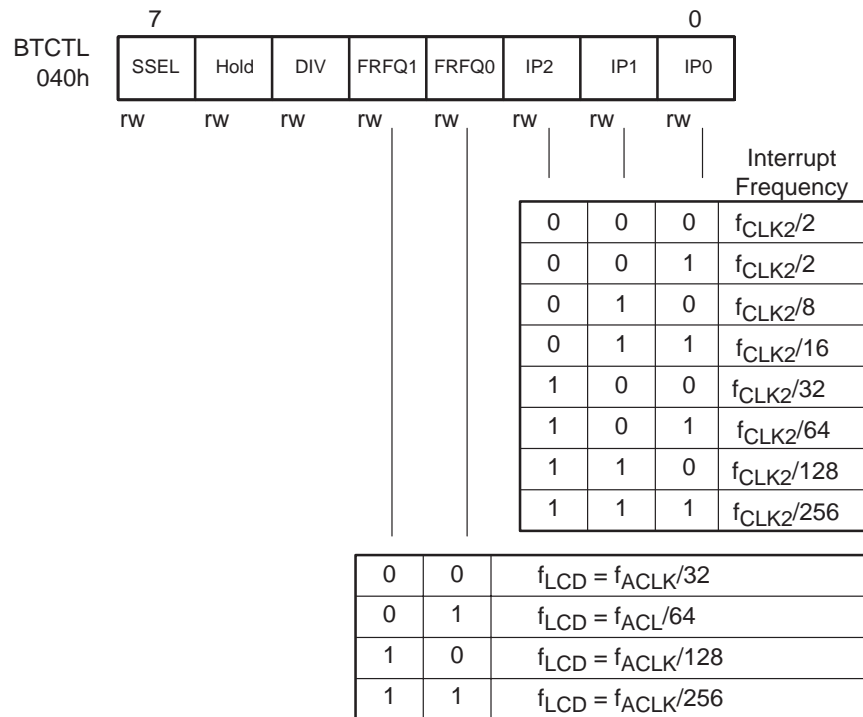 7 0
BTCTL
040h
SSEL Hold DIV FRFQ1 FRFQ0 IP2 IP1 IP0
rw rw rw rw rw rw rw rw
Interrupt
Frequency
0 0 0 fCLK2/2
0 0 1 fCLK2/2
0 1 0 fCLK2/8
0 1 1 fCLK2/16
1 0 0 fCLK2/32
1 0 1 fCLK2/64
1 1 0 fCLK2/128
1 1 1 fCLK2/256
0 0 fLCD = fACLK/32
0 1 fLCD = fACL/64
1 0 fLCD = fACLK/128
1 1 fLCD = fACLK/256